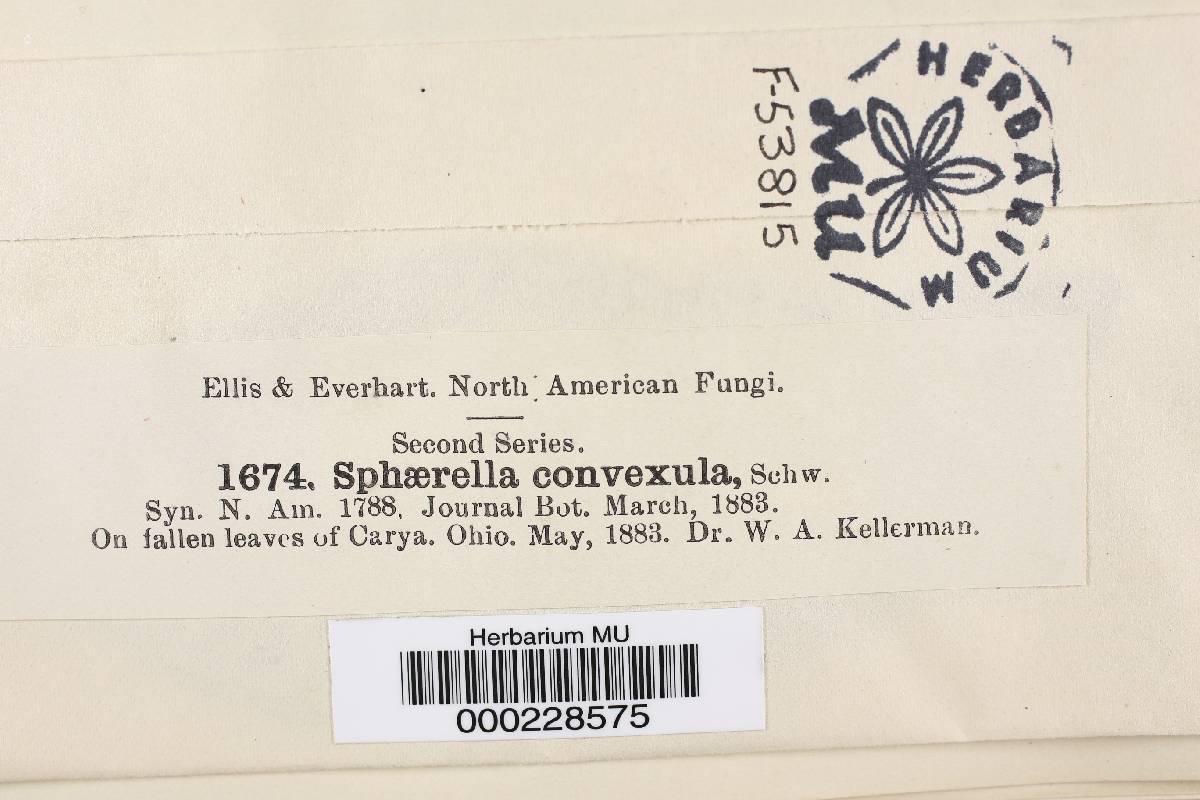 HERBARIUM
MU
F-53815
Ellis & Everhart. North American Fungi.
Second Series.
1674. Sphærella convexula, Schw.
Syn. N. Am. 1788, Journal Bot. March, 1883.
On fallen leaves of Carya. Ohio. May, 1883. Dr. W. A. Kellerman.
Herbarium MU
000228575